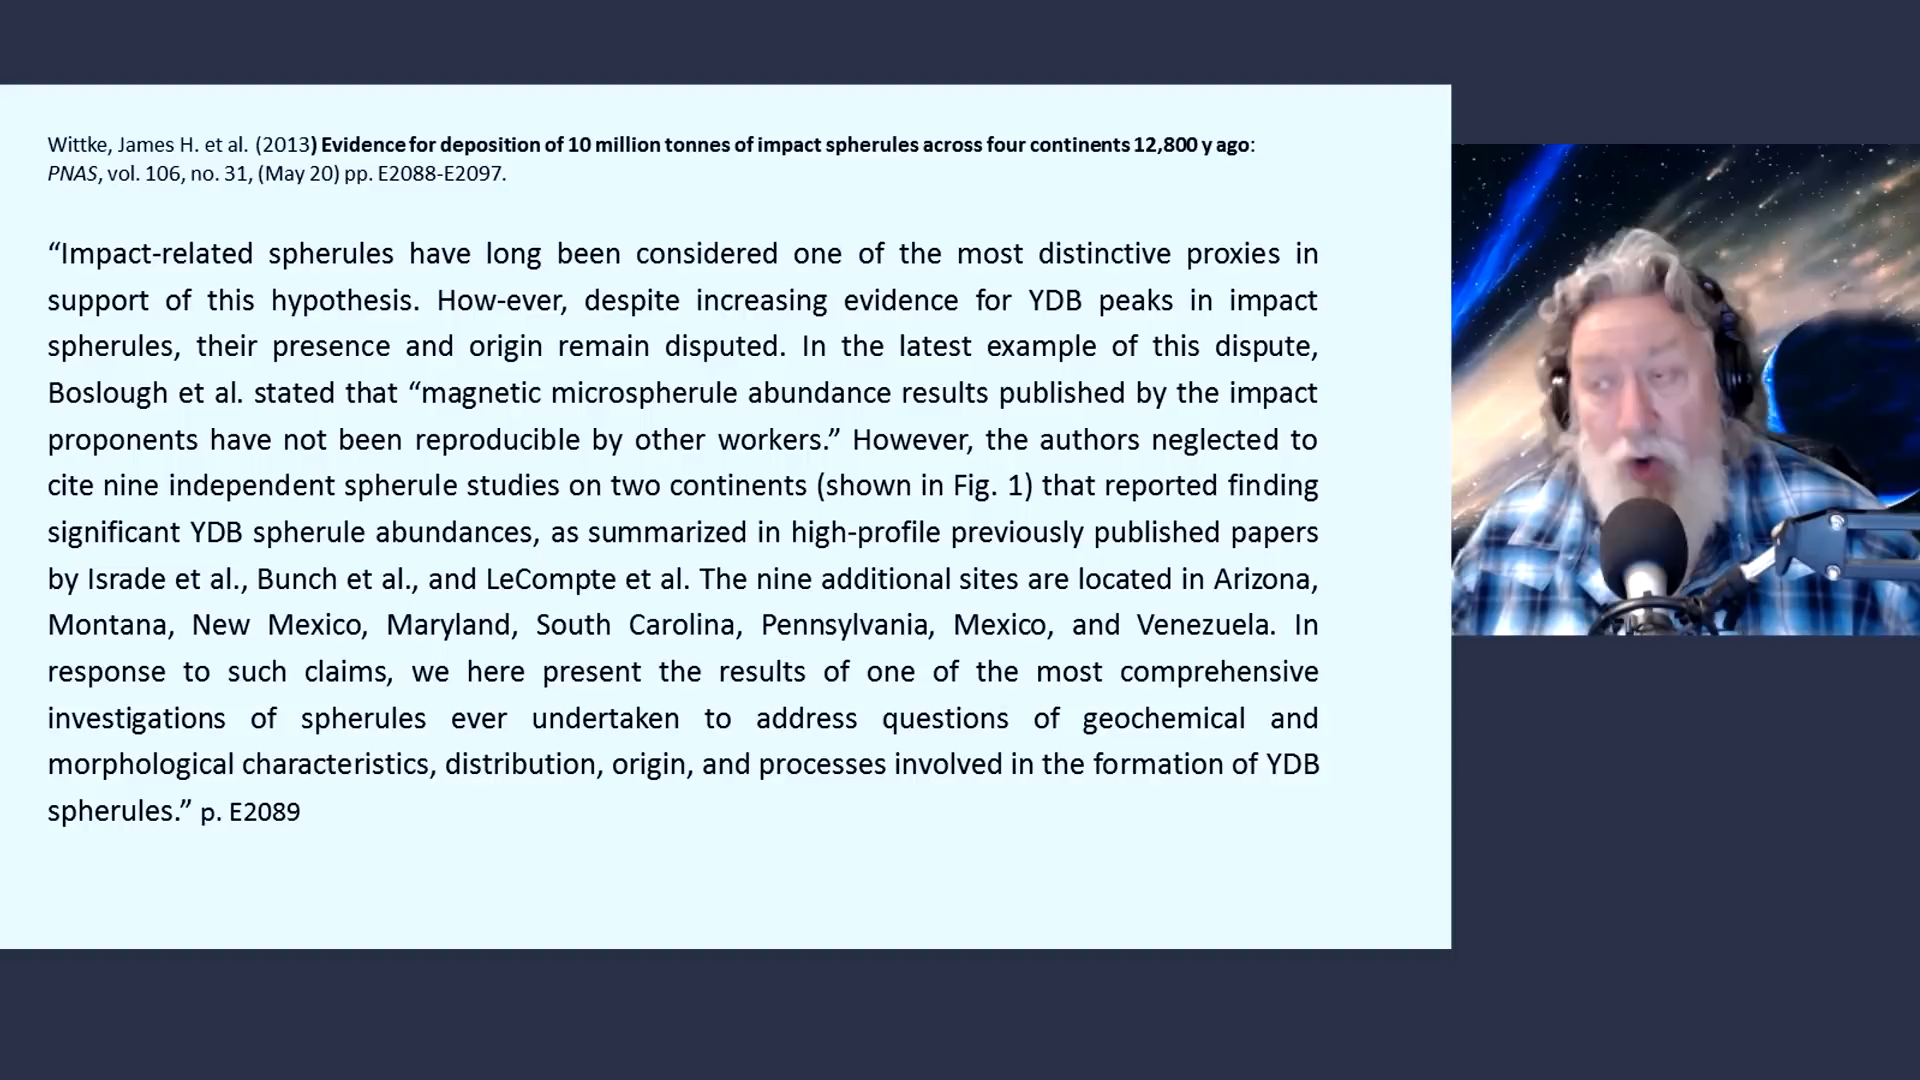 Wittke, James H. et al. (2013) Evidence for deposition of 10 million tonnes of impact spherules across four continents 12,800 y ago:
PNAS, vol. 106, no. 31, (May 20) pp. E2088-E2097.
“Impact-related spherules have long been considered one of the most distinctive proxies in
support of this hypothesis. How-ever, despite increasing evidence for YDB peaks in impact
spherules, their presence and origin remain disputed. In the latest example of this dispute,
Boslough et al. stated that “magnetic microspherule abundance results published by the impact
proponents have not been reproducible by other workers.” However, the authors neglected to
cite nine independent spherule studies on two continents (shown in Fig. 1) that reported finding
significant YDB spherule abundances, as summarized in high-profile previously published papers
by Israde et al., Bunch et al., and LeCompte et al. The nine additional sites are located in Arizona,
Montana, New Mexico, Maryland, South Carolina, Pennsylvania, Mexico, and Venezuela. In
response to such claims, we here present the results of one of the most comprehensive
investigations of spherules ever undertaken to address questions of geochemical and
morphological characteristics, distribution, origin, and processes involved in the formation of YDB
spherules.” p. E2089